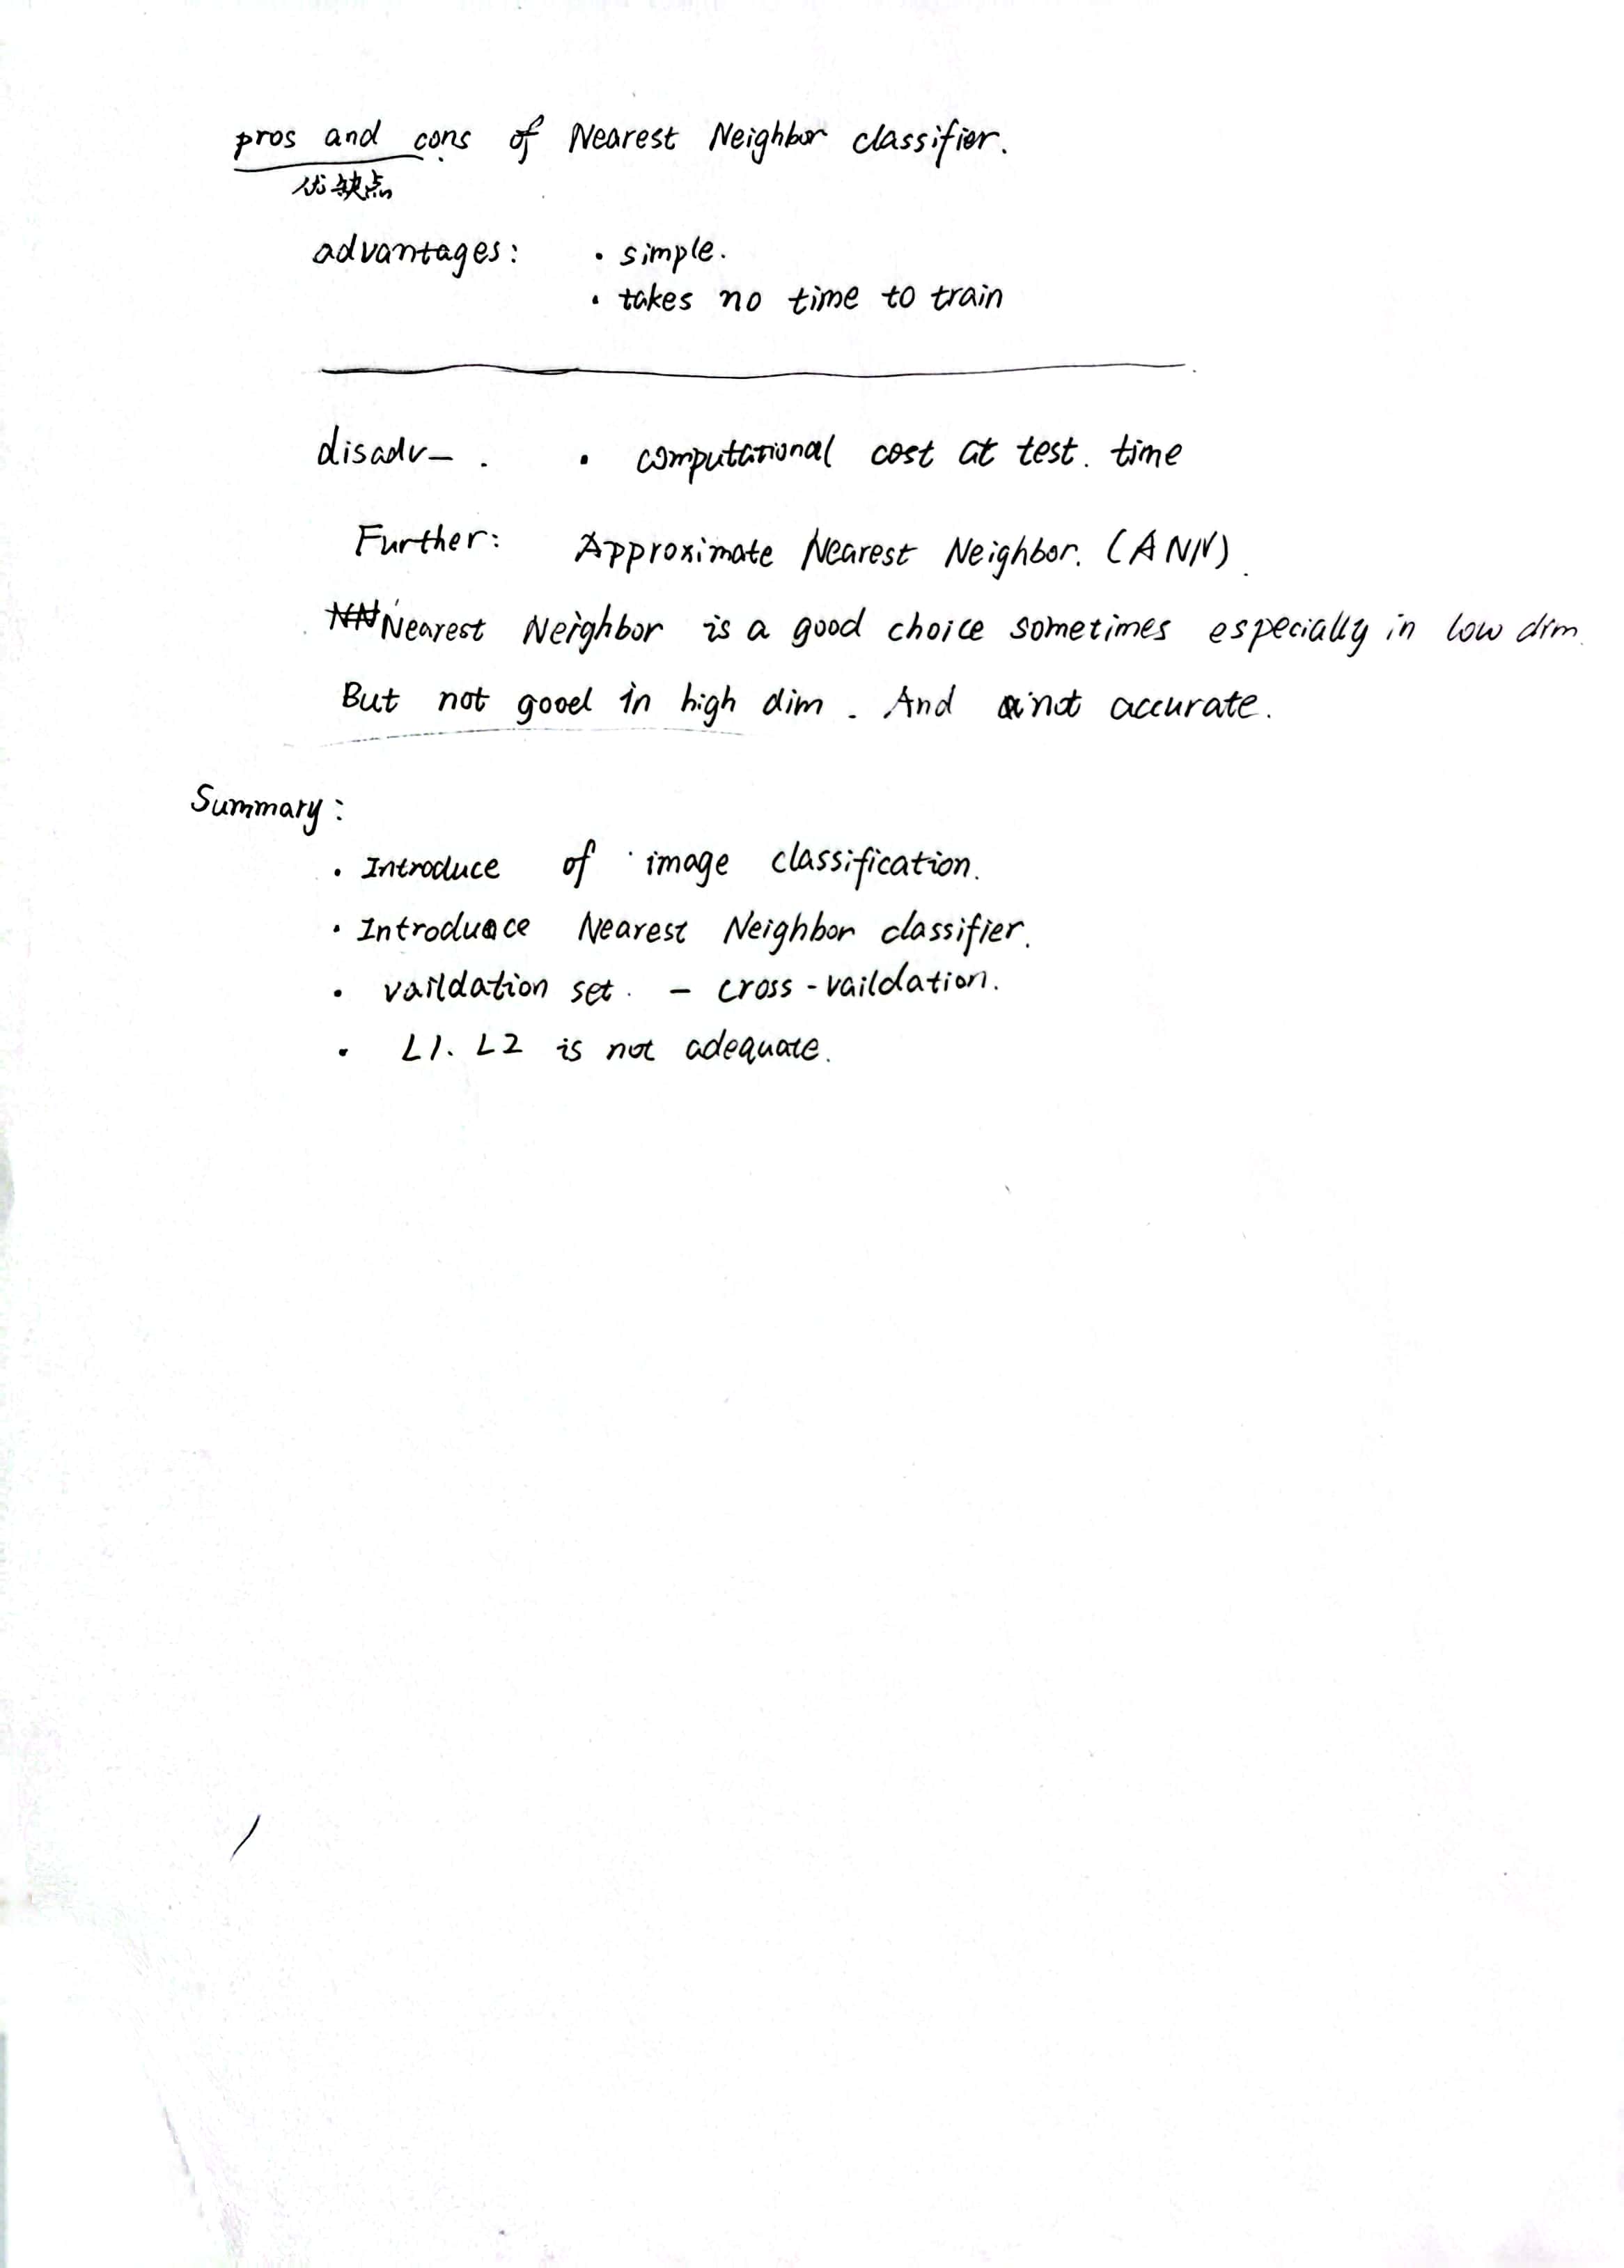 pros and cons of Nearest Neighbor classifier.
优缺点
advantages: · simple.
· takes no time to train
disadv— . · computational cost at test. time
Further: Approximate Nearest Neighbor. (ANN).
Nearest Neighbor is a good choice sometimes especially in low dim.
But not good in high dim. And not accurate.
Summary:
· Introduce of image classification.
· Introduace Nearest Neighbor classifier.
· vaildation set. - cross-vaildation.
· L1. L2 is not adequate.